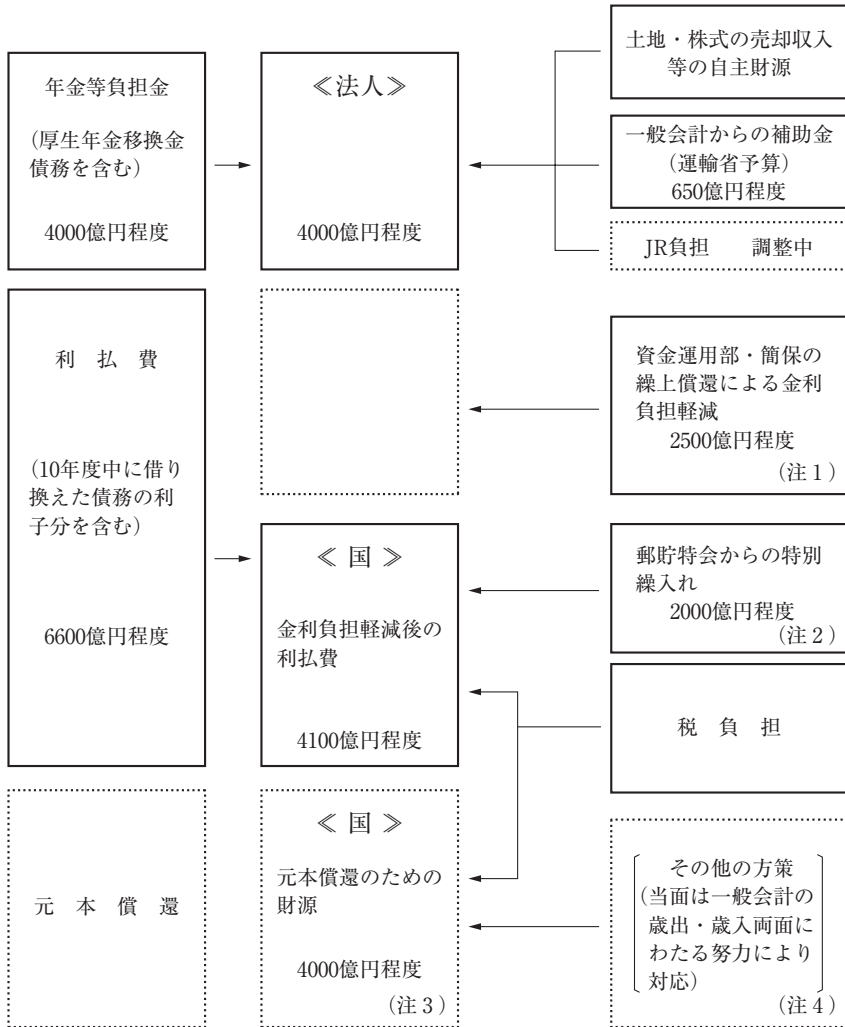 年金等負担金
(厚生年金移換金
債務を含む)
4000億円程度
≪法人≫
4000億円程度
土地・株式の売却収入
等の自主財源
一般会計からの補助金
(運輸省予算)
650億円程度
JR負担　調整中
利　払　費
(10年度中に借り
換えた債務の利
子分を含む)
6600億円程度
資金運用部・簡保の
繰上償還による金利
負担軽減
2500億円程度
(注1)
≪ 国 ≫
金利負担軽減後の
利払費
4100億円程度
郵貯特会からの特別
繰入れ
2000億円程度
(注2)
税　負　担
元　本　償　還
≪ 国 ≫
元本償還のための
財源
4000億円程度
(注3)
その他の方策
(当面は一般会計の
歳出・歳入両面に
わたる努力により
対応)
(注4)